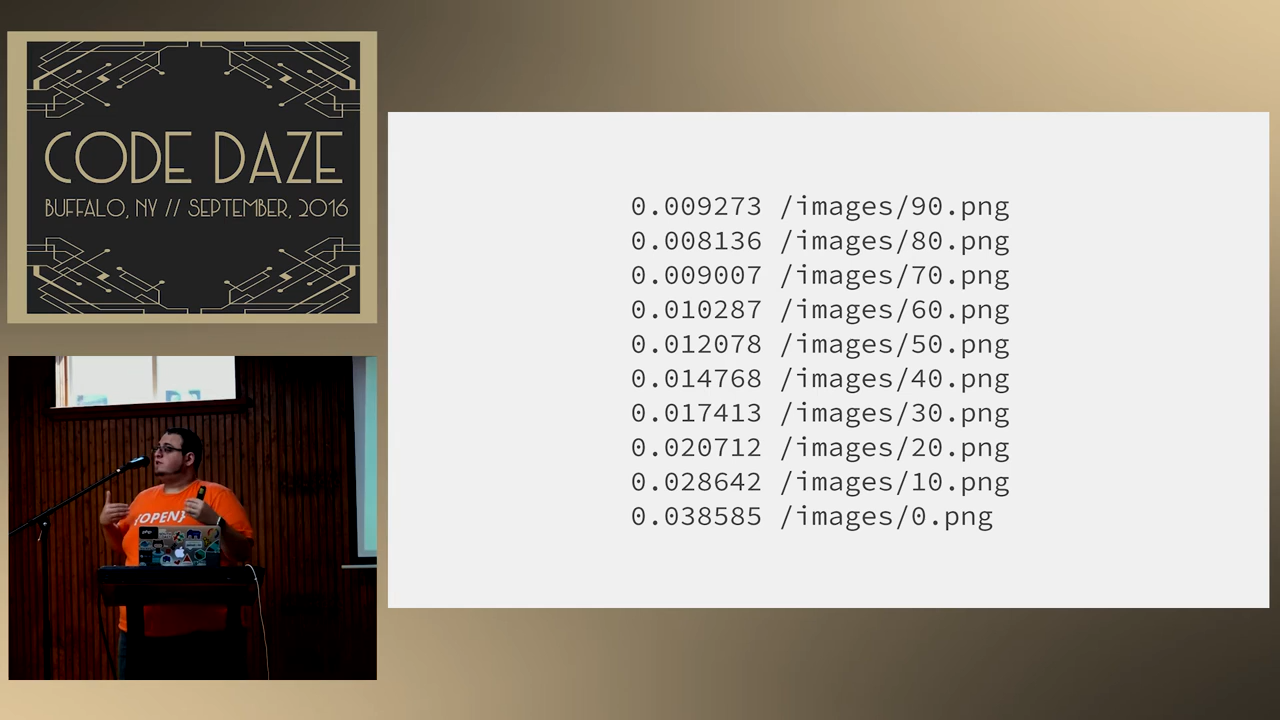 CODE DAZE
BUFFALO, NY // SEPTEMBER, 2016
0.009273 /images/90.png
0.008136 /images/80.png
0.009007 /images/70.png
0.010287 /images/60.png
0.012078 /images/50.png
0.014768 /images/40.png
0.017413 /images/30.png
0.020712 /images/20.png
0.028642 /images/10.png
0.038585 /images/0.png
{OPEN}